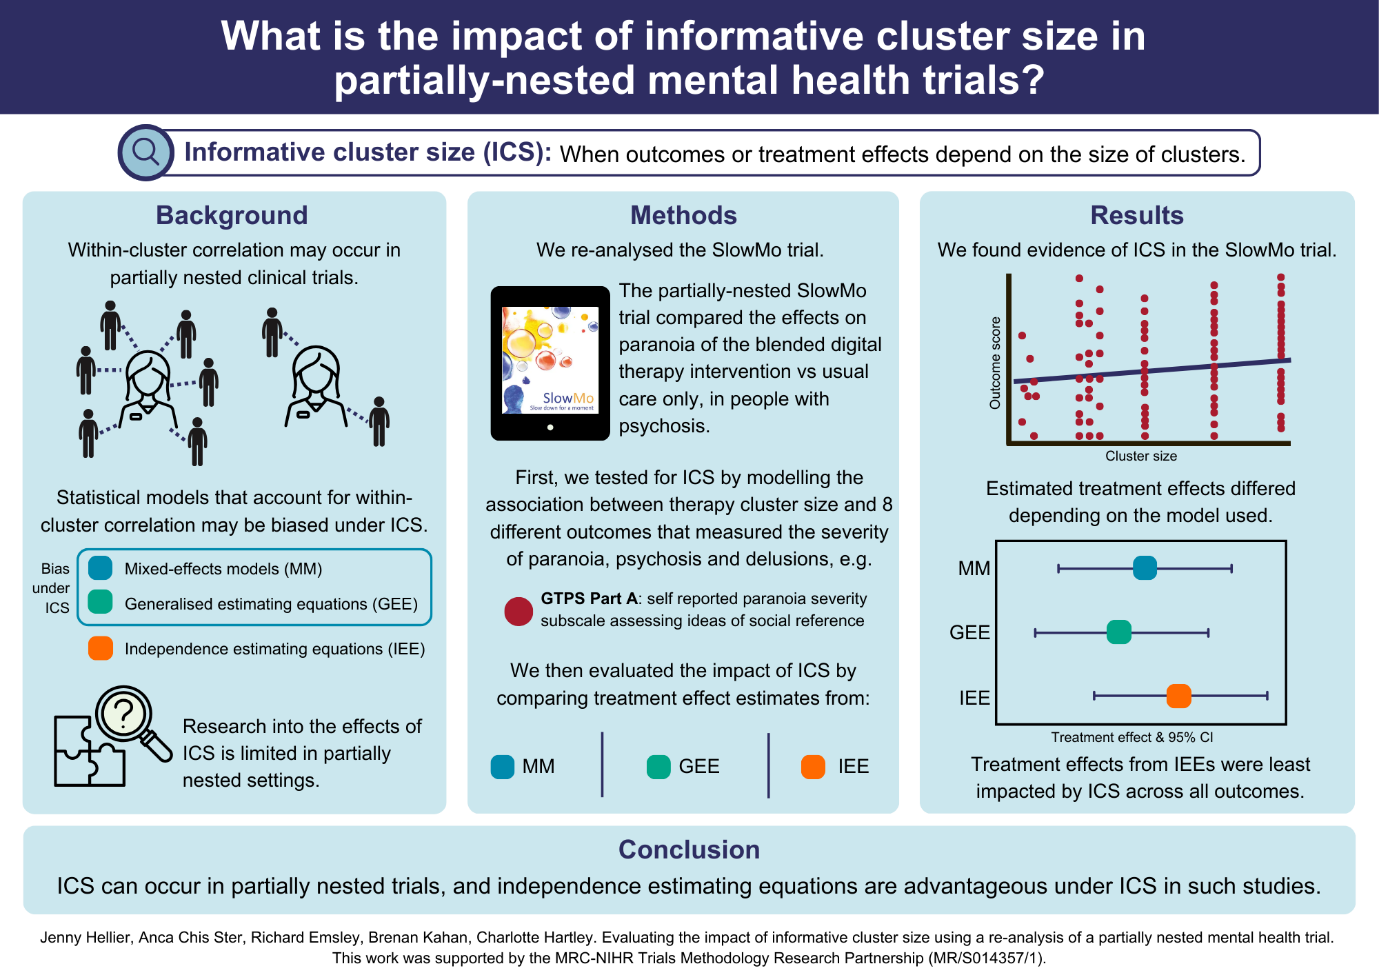 What is the impact of informative cluster size in
partially-nested mental health trials?
Informative cluster size (ICS): When outcomes or treatment effects depend on the size of clusters.
Background
Within-cluster correlation may occur in
partially nested clinical trials.
Statistical models that account for within-
cluster correlation may be biased under ICS.
Bias
under
ICS
Mixed-effects models (MM)
Generalised estimating equations (GEE)
Independence estimating equations (IEE)
?
Research into the effects of
ICS is limited in partially
nested settings.
Methods
We re-analysed the SlowMo trial.
SlowMo
Slow down for a moment
The partially-nested SlowMo
trial compared the effects on
paranoia of the blended digital
therapy intervention vs usual
care only, in people with
psychosis.
First, we tested for ICS by modelling the
association between therapy cluster size and 8
different outcomes that measured the severity
of paranoia, psychosis and delusions, e.g.
GTPS Part A: self reported paranoia severity
subscale assessing ideas of social reference
We then evaluated the impact of ICS by
comparing treatment effect estimates from:
MM
GEE
IEE
Results
We found evidence of ICS in the SlowMo trial.
Outcome score
Cluster size
Estimated treatment effects differed
depending on the model used.
MM
GEE
IEE
Treatment effect & 95% CI
Treatment effects from IEEs were least
impacted by ICS across all outcomes.
Conclusion
ICS can occur in partially nested trials, and independence estimating equations are advantageous under ICS in such studies.
Jenny Hellier, Anca Chis Ster, Richard Emsley, Brenan Kahan, Charlotte Hartley. Evaluating the impact of informative cluster size using a re-analysis of a partially nested mental health trial.
This work was supported by the MRC-NIHR Trials Methodology Research Partnership (MR/S014357/1).